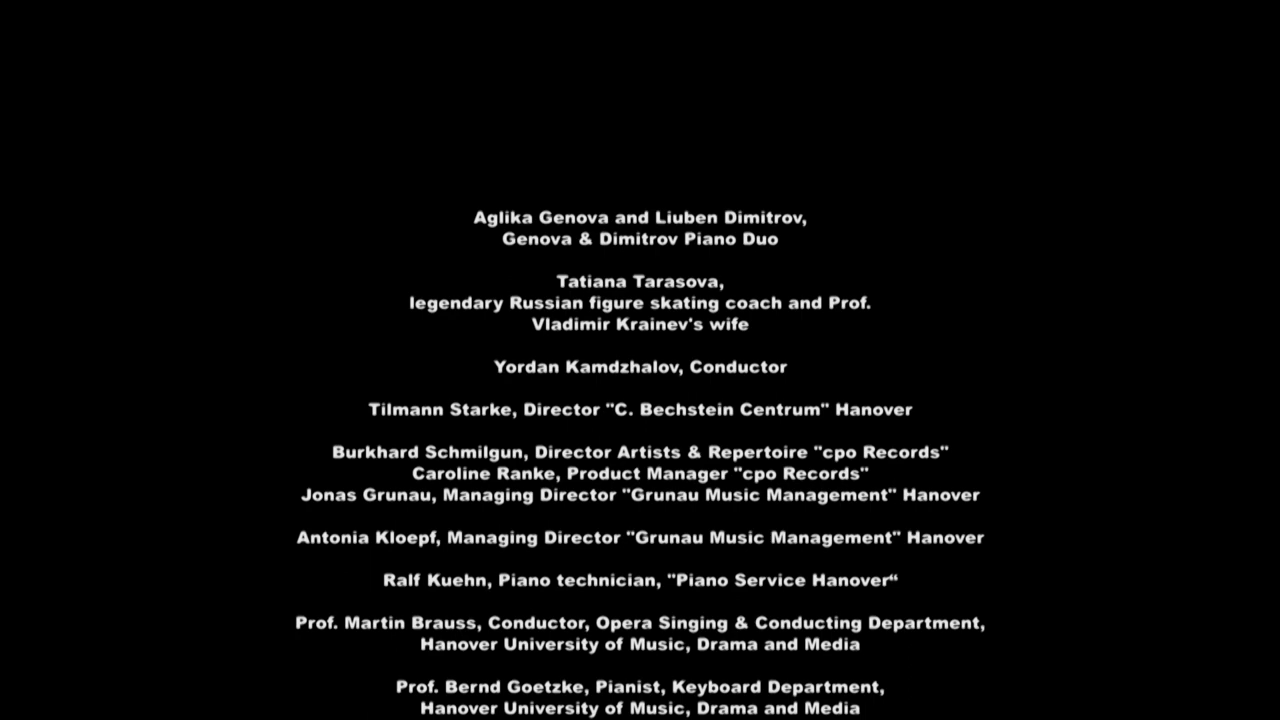 Aglika Genova and Liuben Dimitrov,
Genova & Dimitrov Piano Duo
Tatiana Tarasova,
legendary Russian figure skating coach and Prof.
Vladimir Krainev's wife
Yordan Kamdzhalov, Conductor
Tilmann Starke, Director "C. Bechstein Centrum" Hanover
Burkhard Schmilgun, Director Artists & Repertoire "cpo Records"
Caroline Ranke, Product Manager "cpo Records"
Jonas Grunau, Managing Director "Grunau Music Management" Hanover
Antonia Kloepf, Managing Director "Grunau Music Management" Hanover
Ralf Kuehn, Piano technician, "Piano Service Hanover“
Prof. Martin Brauss, Conductor, Opera Singing & Conducting Department,
Hanover University of Music, Drama and Media
Prof. Bernd Goetzke, Pianist, Keyboard Department,
Hanover University of Music, Drama and Media